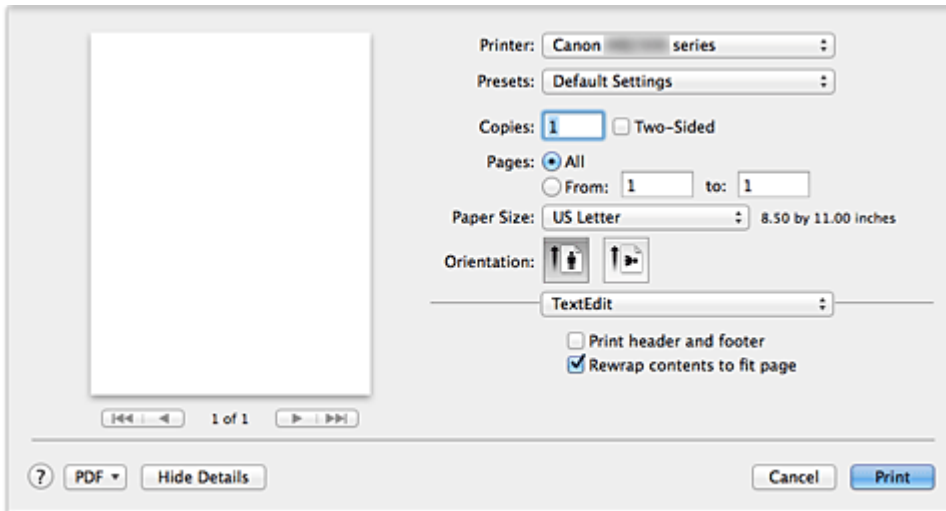 Printer: Canon series
Presets: Default Settings
Copies: 1 Two-Sided
Pages: All
From: 1 to: 1
Paper Size: US Letter 8.50 by 11.00 inches
Orientation:
TextEdit
Print header and footer
Rewrap contents to fit page
1 of 1
? PDF Hide Details Cancel Print